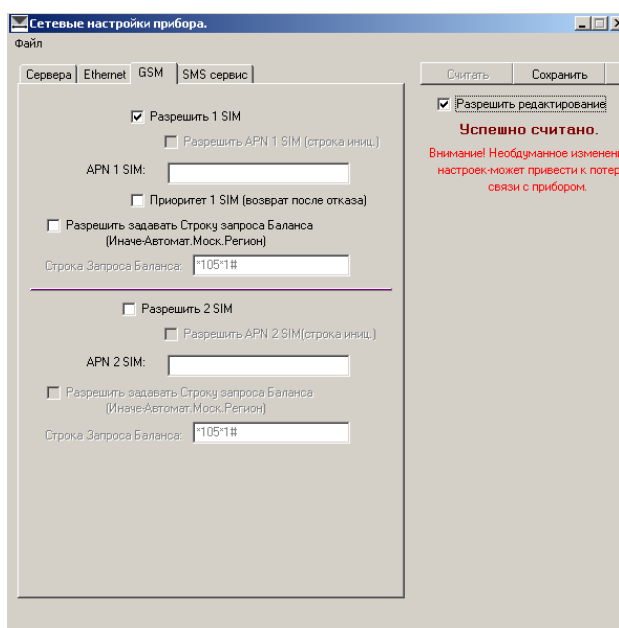 Сетевые настройки прибора.
Файл
Сервера Ethernet GSM SMS сервис
Считать Сохранить
Разрешить редактирование
Успешно считано.
Внимание! Необдуманное изменени
настроек-может привести к потер
связи с прибором.
Разрешить 1 SIM
Разрешить APN 1 SIM (строка иниц.)
APN 1 SIM:
Приоритет 1 SIM (возврат после отказа)
Разрешить задавать Строку запроса Баланса
(Иначе-Автомат.Моск.Регион)
Строка Запроса Баланса: *105*1#
Разрешить 2 SIM
Разрешить APN 2 SIM(строка иниц.)
APN 2 SIM:
Разрешить задавать Строку запроса Баланса
(Иначе-Автомат.Моск.Регион)
Строка Запроса Баланса: *105*1#